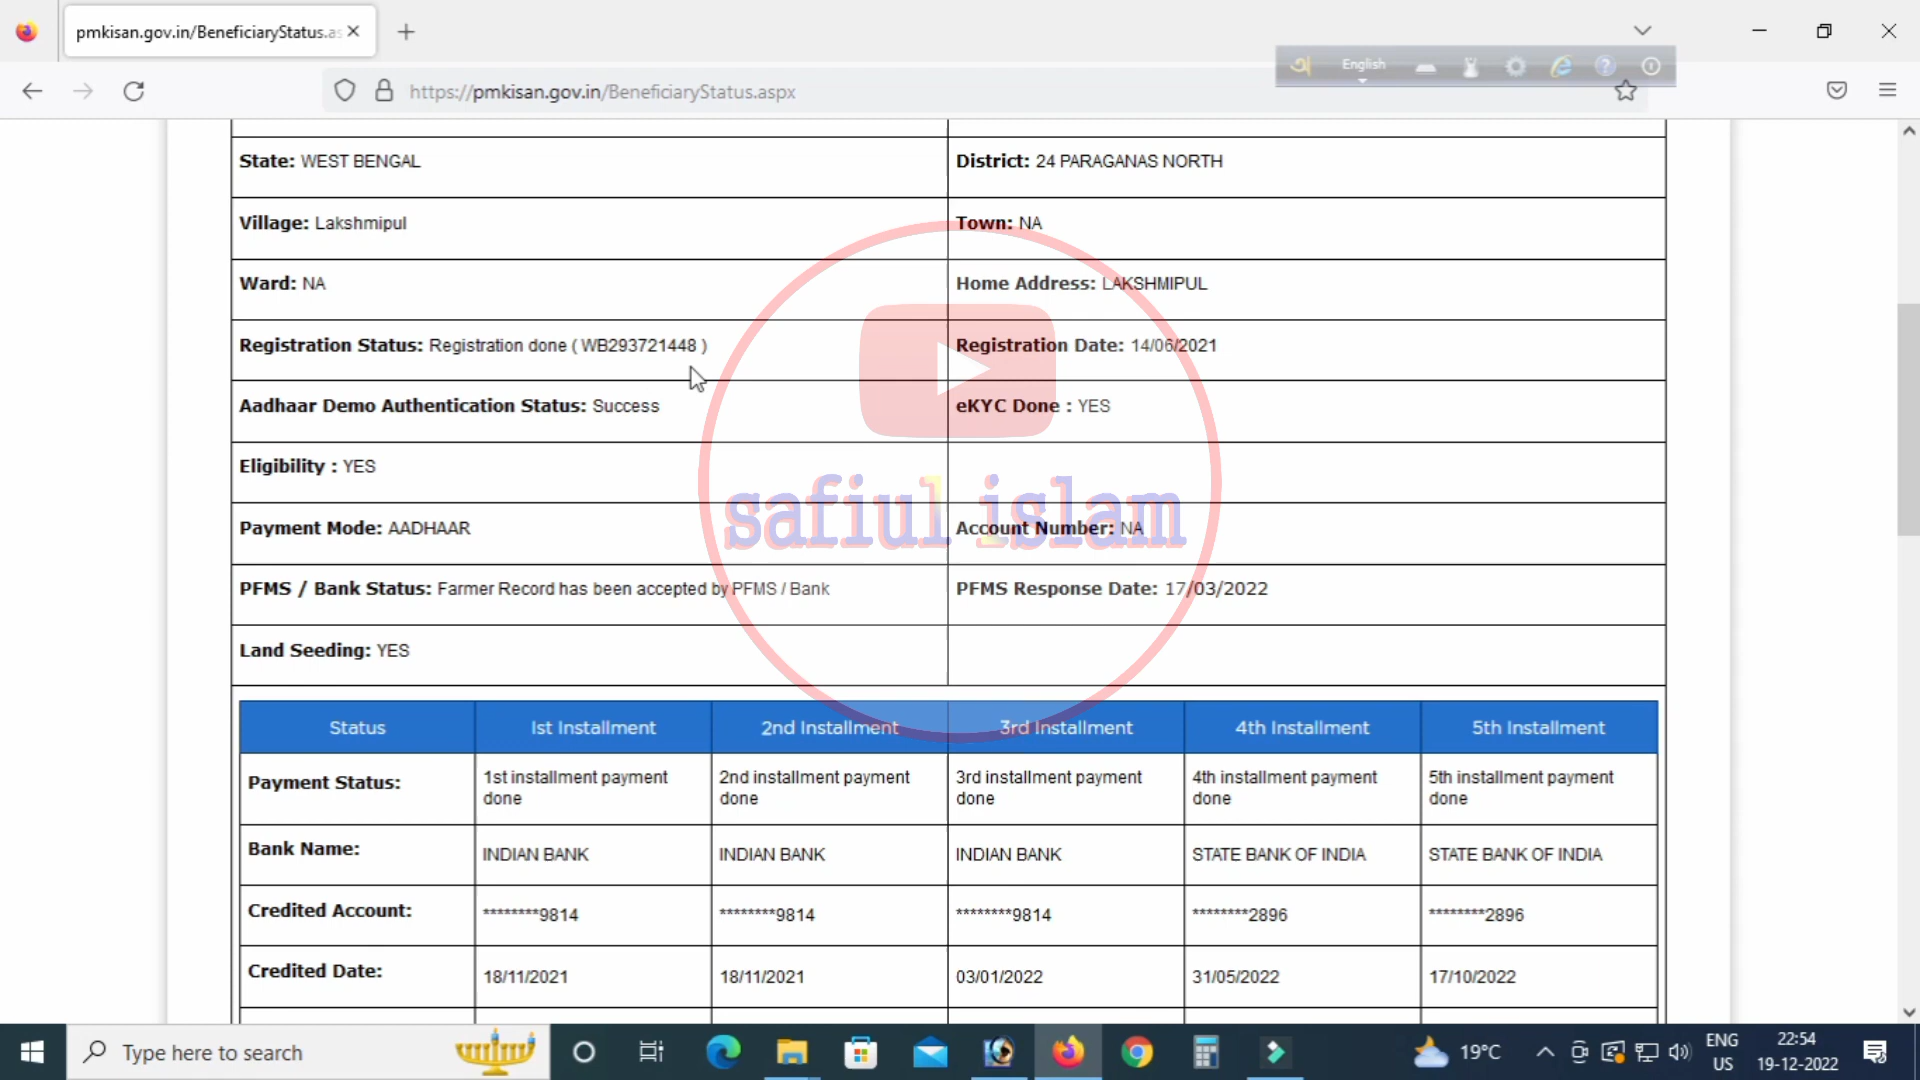 pmkisan.gov.in/BeneficiaryStatus.as
English
https://pmkisan.gov.in/BeneficiaryStatus.aspx
State: WEST BENGAL
District: 24 PARAGANAS NORTH
Village: Lakshmipul
Town: NA
Ward: NA
Home Address: LAKSHMIPUL
Registration Status: Registration done ( WB293721448 )
Registration Date: 14/06/2021
Aadhaar Demo Authentication Status: Success
eKYC Done : YES
Eligibility : YES
safiul islam
Payment Mode: AADHAAR
Account Number: NA
PFMS / Bank Status: Farmer Record has been accepted by PFMS / Bank
PFMS Response Date: 17/03/2022
Land Seeding: YES
Status
Ist Installment
2nd Installment
3rd Installment
4th Installment
5th Installment
Payment Status:
1st installment payment
done
2nd installment payment
done
3rd installment payment
done
4th installment payment
done
5th installment payment
done
Bank Name:
INDIAN BANK
INDIAN BANK
INDIAN BANK
STATE BANK OF INDIA
STATE BANK OF INDIA
Credited Account:
********9814
********9814
********9814
********2896
********2896
Credited Date:
18/11/2021
18/11/2021
03/01/2022
31/05/2022
17/10/2022
Type here to search
19°C
ENG
US
22:54
19-12-2022